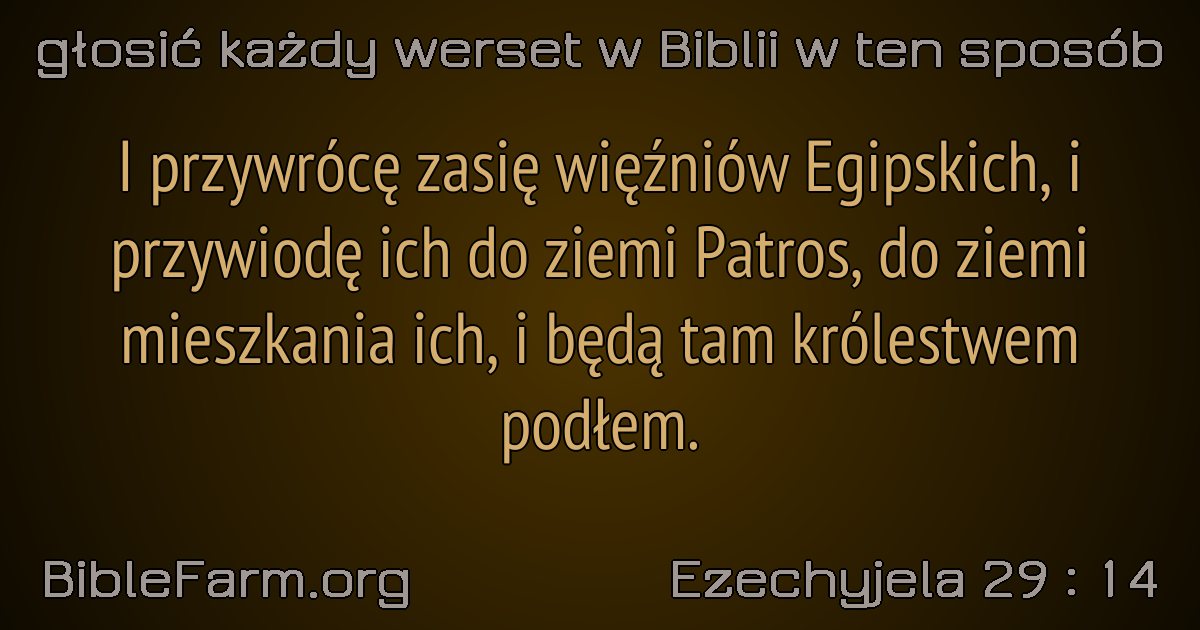 głosić każdy werset w Biblii w ten sposób
I przywrócę zasię więźniów Egipskich, i
przywiodę ich do ziemi Patros, do ziemi
mieszkania ich, i będą tam królestwem
podłem.
BibleFarm.org
Ezechyjela 29 : 14